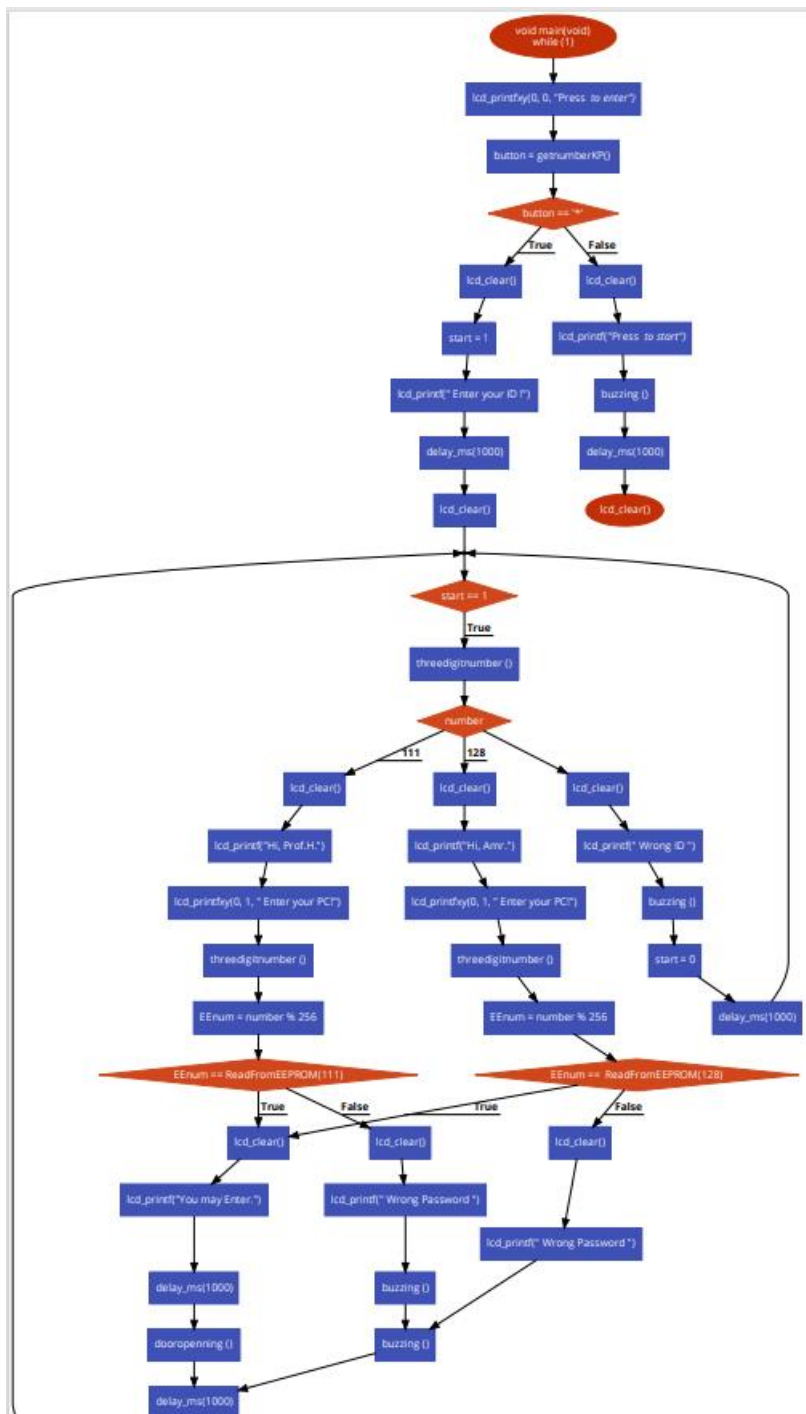 void main(void)
while (1)
lcd_printfxy(0, 0, "Press to enter")
button = getnumberKP()
button == '*'
True
False
lcd_clear()
lcd_clear()
start = 1
lcd_printf("Press to start")
lcd_printf(" Enter your ID !")
buzzing ()
delay_ms(1000)
delay_ms(1000)
lcd_clear()
lcd_clear()
start == 1
True
threedigitnumber ()
number
111
128
lcd_clear()
lcd_clear()
lcd_clear()
lcd_printf("Hi, Prof.H.")
lcd_printf("Hi, Amr.")
lcd_printf(" Wrong ID ")
lcd_printfxy(0, 1, " Enter your PC!")
lcd_printfxy(0, 1, " Enter your PC!")
buzzing ()
threedigitnumber ()
threedigitnumber ()
start = 0
EEnum = number % 256
EEnum = number % 256
delay_ms(1000)
EEnum == ReadFromEEPROM(111)
EEnum == ReadFromEEPROM(128)
True
False
True
False
lcd_clear()
lcd_clear()
lcd_clear()
lcd_printf("You may Enter.")
lcd_printf(" Wrong Password ")
lcd_printf(" Wrong Password ")
delay_ms(1000)
buzzing ()
dooropenning ()
buzzing ()
delay_ms(1000)